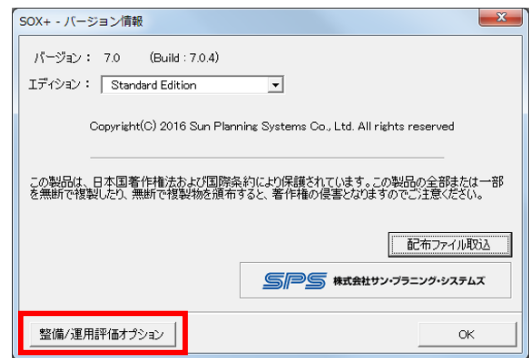 SOX+ - バージョン情報
バージョン： 7.0 (Build : 7.0.4)
エディション： Standard Edition
Copyright(C) 2016 Sun Planning Systems Co., Ltd. All rights reserved
この製品は、日本国著作権法および国際条約により保護されています。この製品の全部または一部
を無断で複製したり、無断で複製物を頒布すると、著作権の侵害となりますのでご注意ください。
配布ファイル取込
SPS 株式会社サン・プラニング・システムズ
整備/運用評価オプション
OK